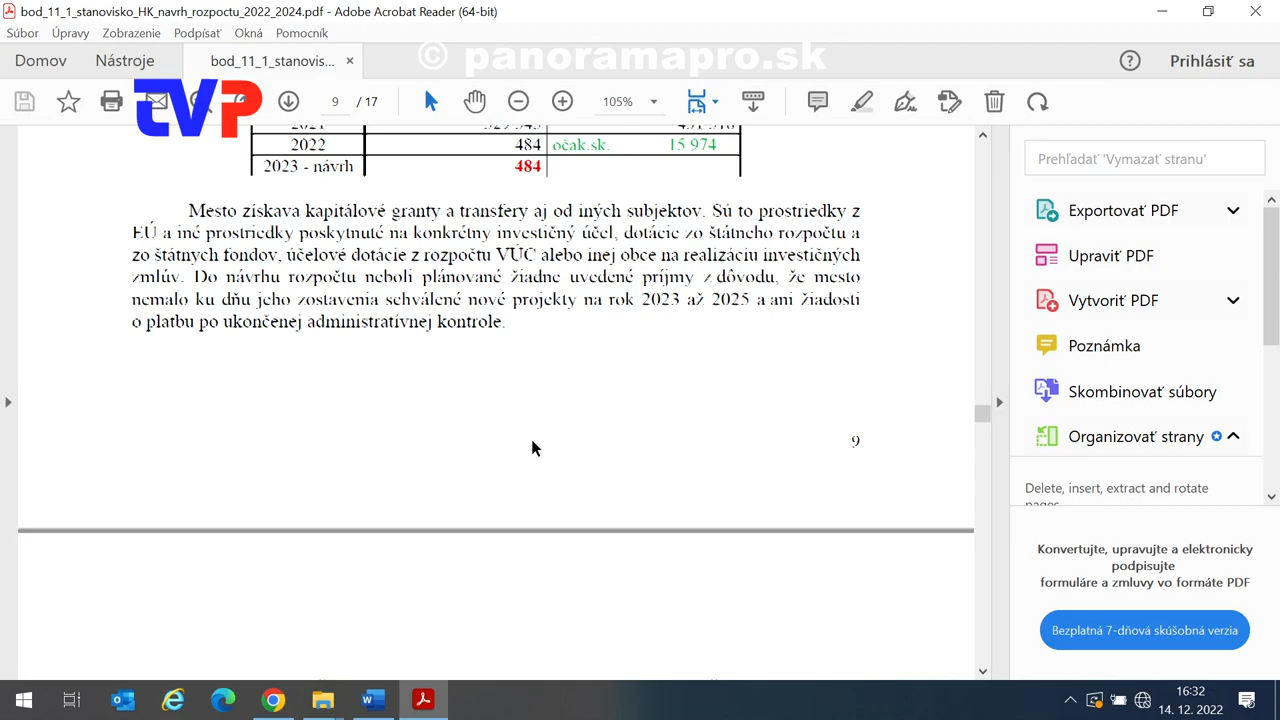 bod_11_1_stanovisko_HK_navrh_rozpoctu_2022_2024.pdf - Adobe Acrobat Reader (64-bit)
Súbor Úpravy Zobrazenie Podpísať Okná Pomocník
© panoramapro.sk
Domov Nástroje bod_11_1_stanovis... × Prihlásiť sa
TVP
9 / 17 105%
2022 484 očak.sk. 15 974
2023 - návrh 484
Mesto získava kapitálové granty a transfery aj od iných subjektov. Sú to prostriedky z
EÚ a iné prostriedky poskytnuté na konkrétny investičný účel, dotácie zo štátneho rozpočtu a
zo štátnych fondov, účelové dotácie z rozpočtu VÚC alebo inej obce na realizáciu investičných
zmlúv. Do návrhu rozpočtu neboli plánované žiadne uvedené príjmy z dôvodu, že mesto
nemalo ku dňu jeho zostavenia schválené nové projekty na rok 2023 až 2025 a ani žiadosti
o platbu po ukončenej administratívnej kontrole.
9
Prehľadať 'Vymazať stranu'
Exportovať PDF
Upraviť PDF
Vytvoriť PDF
Poznámka
Skombinovať súbory
Organizovať strany
Delete, insert, extract and rotate
pages
Konvertujte, upravujte a elektronicky
podpisujte
formuláre a zmluvy vo formáte PDF
Bezplatná 7-dňová skúšobná verzia
16:32
14. 12. 2022